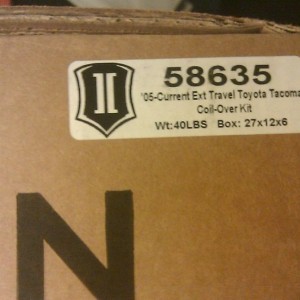 58635
'05-Current Ext Travel Toyota Tacoma
Coil-Over Kit
Wt:40LBS Box: 27x12x6
N